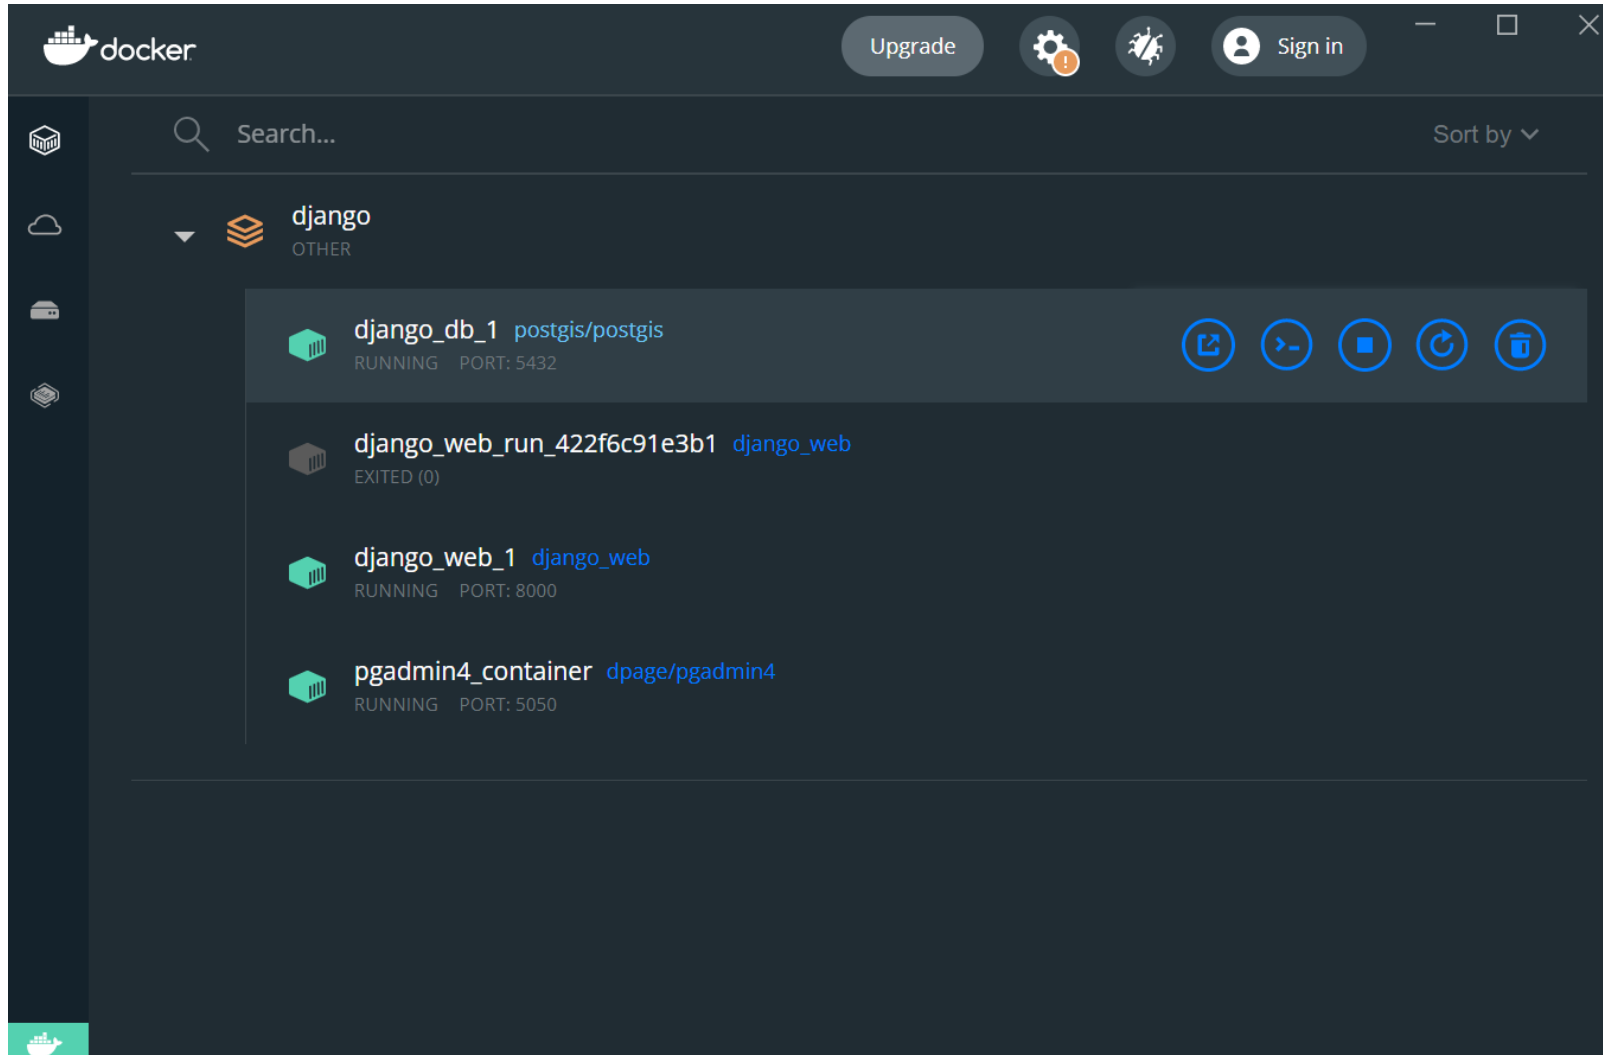 docker
Upgrade
Sign in
Search...
Sort by
django
OTHER
django_db_1 postgis/postgis
RUNNING PORT: 5432
django_web_run_422f6c91e3b1 django_web
EXITED (0)
django_web_1 django_web
RUNNING PORT: 8000
pgadmin4_container dpage/pgadmin4
RUNNING PORT: 5050